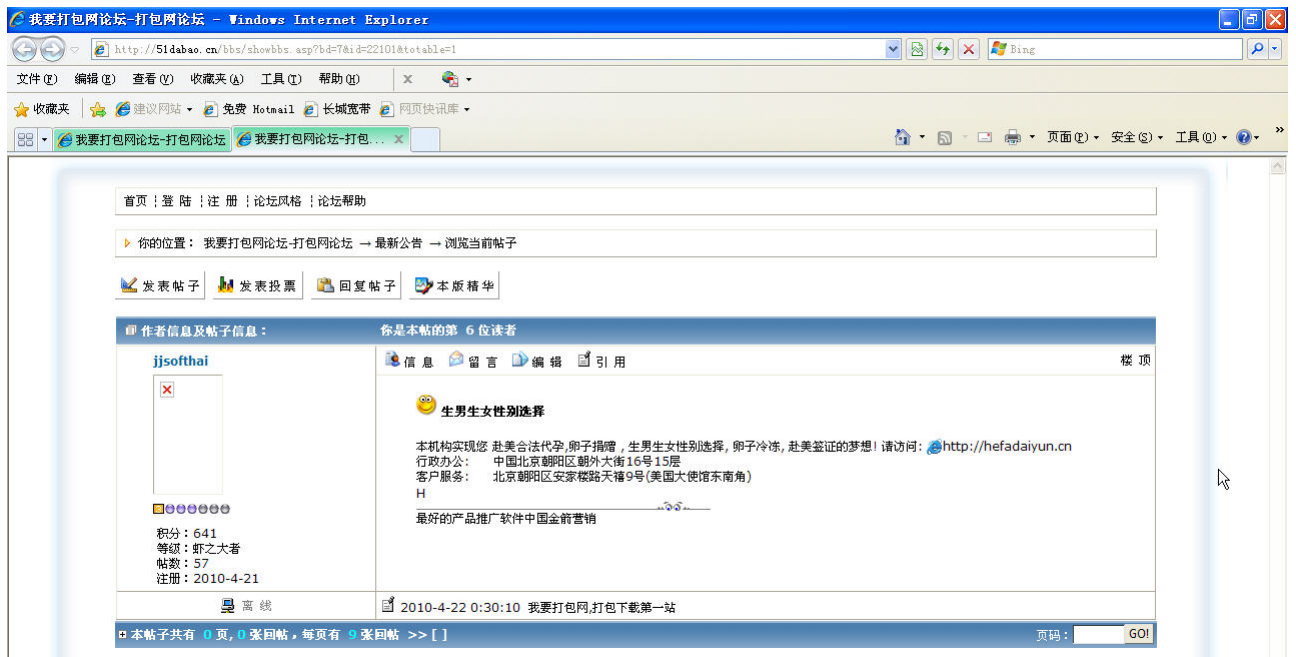 我要打包网论坛-打包网论坛 - Windows Internet Explorer
http://51dabao.cn/bbs/showbbs.asp?bd=7&id=22101&totable=1
Bing
文件(F) 编辑(E) 查看(V) 收藏夹(A) 工具(T) 帮助(H) x
收藏夹 建议网站 免费 Hotmail 长城宽带 网页快讯库
我要打包网论坛-打包网论坛 我要打包网论坛-打包... x 页面(P) 安全(S) 工具(O) »
首页 ¦ 登 陆 ¦ 注 册 ¦ 论坛风格 ¦ 论坛帮助
你的位置： 我要打包网论坛-打包网论坛 → 最新公告 → 浏览当前帖子
发表帖子 发表投票 回复帖子 本版精华
作者信息及帖子信息： 你是本帖的第 6 位读者
jjsofthai 信息 留言 编辑 引用 楼顶
生男生女性别选择
本机构实现您 赴美合法代孕,卵子捐赠 , 生男生女性别选择, 卵子冷冻, 赴美签证的梦想! 请访问: http://hefadaiyun.cn
行政办公: 中国北京朝阳区朝外大街16号15层
客户服务: 北京朝阳区安家楼路天禧9号(美国大使馆东南角)
H
最好的产品推广软件中国金箭营销
积分：641
等级：虾之大者
帖数：57
注册：2010-4-21
离线 2010-4-22 0:30:10 我要打包网,打包下载第一站
本帖子共有 0 页, 0 张回帖，每页有 9 张回帖 >> [ ] 页码： GO!